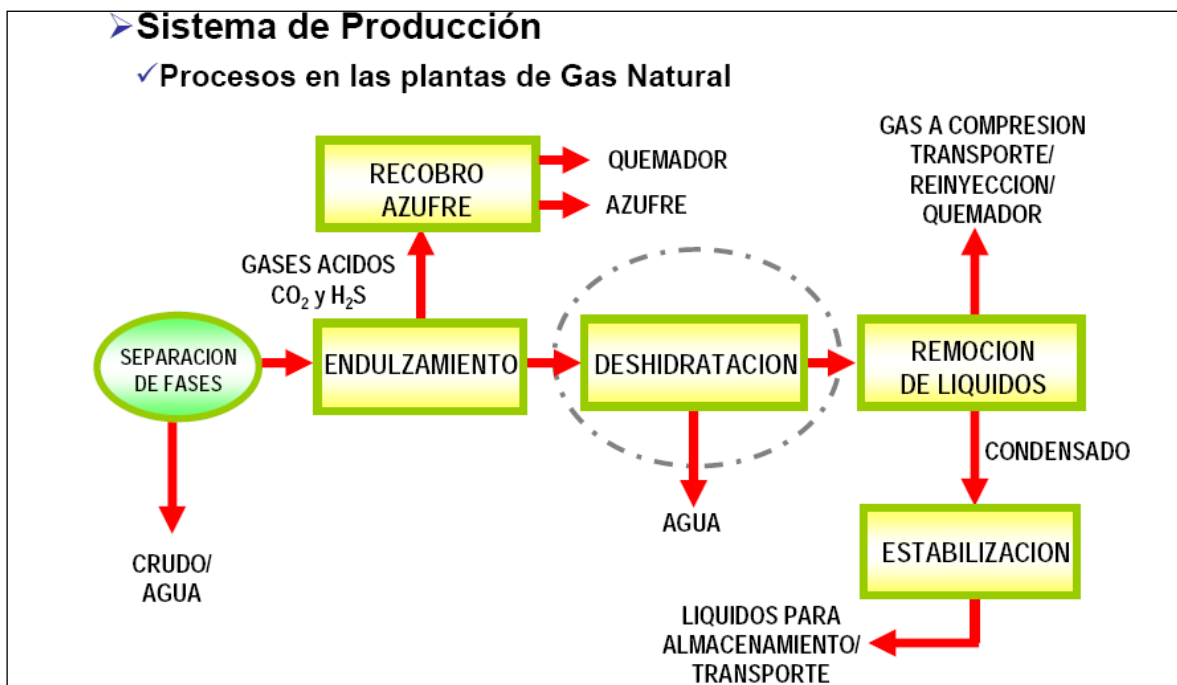 ➢Sistema de Producción
✓Procesos en las plantas de Gas Natural
GAS A COMPRESION
TRANSPORTE/
REINYECCION/
QUEMADOR
RECOBRO
AZUFRE
QUEMADOR
AZUFRE
GASES ACIDOS
CO₂ y H₂S
SEPARACION
DE FASES
ENDULZAMIENTO
DESHIDRATACION
REMOCION
DE LIQUIDOS
CONDENSADO
CRUDO/
AGUA
AGUA
ESTABILIZACION
LIQUIDOS PARA
ALMACENAMIENTO/
TRANSPORTE